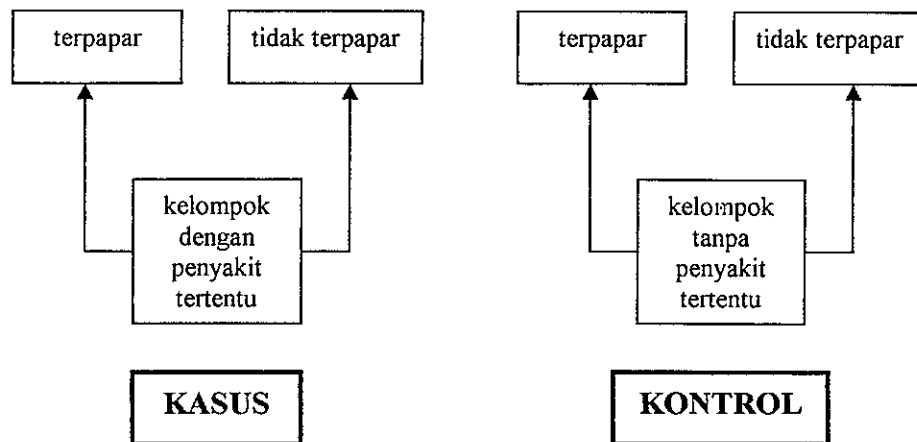 terpapar
tidak terpapar
terpapar
tidak terpapar
kelompok
dengan
penyakit
tertentu
kelompok
tanpa
penyakit
tertentu
KASUS
KONTROL